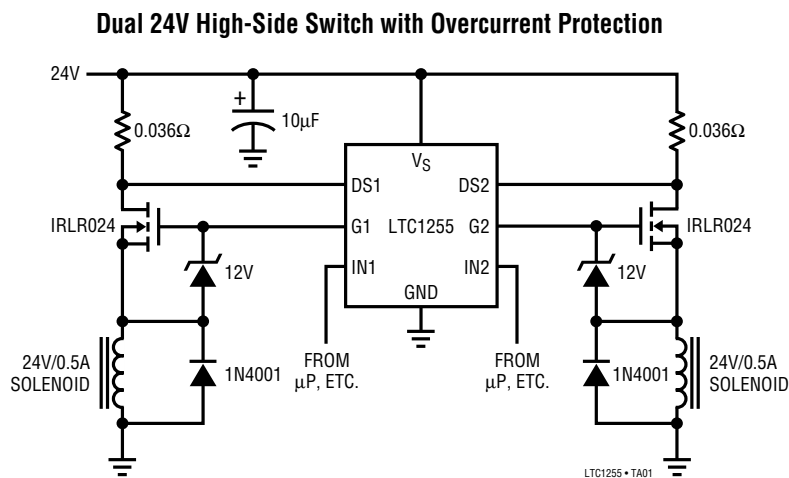 Dual 24V High-Side Switch with Overcurrent Protection
24V
+
10µF
0.036Ω
0.036Ω
VS
DS1
DS2
IRLR024
G1
LTC1255
G2
IRLR024
12V
IN1
IN2
12V
GND
24V/0.5A
SOLENOID
1N4001
FROM
µP, ETC.
FROM
µP, ETC.
1N4001
24V/0.5A
SOLENOID
LTC1255 • TA01